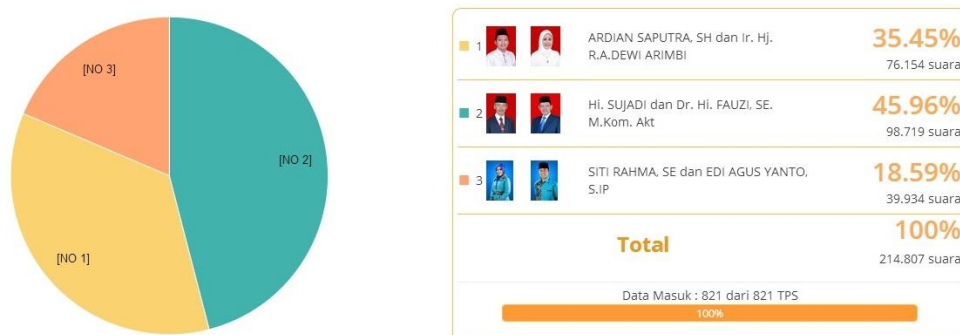 [NO 3]
[NO 2]
[NO 1]
1
ARDIAN SAPUTRA, SH dan Ir. Hj.
R.A.DEWI ARIMBI
35.45%
76.154 suara
2
Hi. SUJADI dan Dr. Hi. FAUZI, SE.
M.Kom. Akt
45.96%
98.719 suara
3
SITI RAHMA, SE dan EDI AGUS YANTO,
S.IP
18.59%
39.934 suara
Total
100%
214.807 suara
Data Masuk : 821 dari 821 TPS
100%